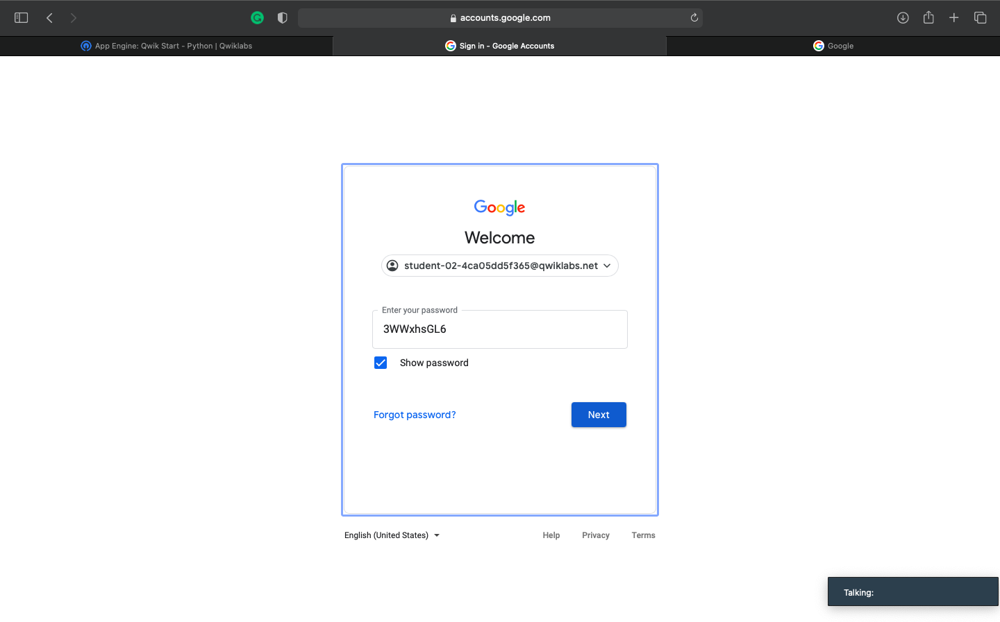 accounts.google.com
App Engine: Qwik Start - Python | Qwiklabs
Sign in - Google Accounts
Google
Google
Welcome
student-02-4ca05dd5f365@qwiklabs.net
Enter your password
3WWxhsGL6
Show password
Forgot password?
Next
English (United States)
Help
Privacy
Terms
Talking: